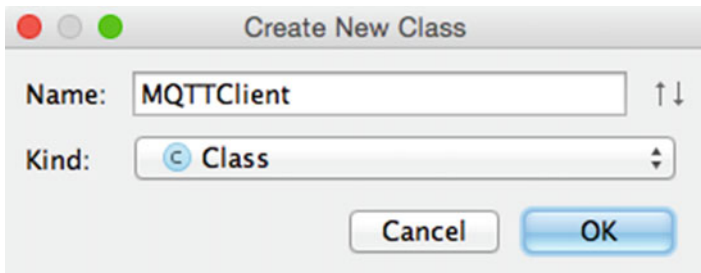 Create New Class
Name: MQTTClient ↑↓
Kind: C Class
Cancel OK